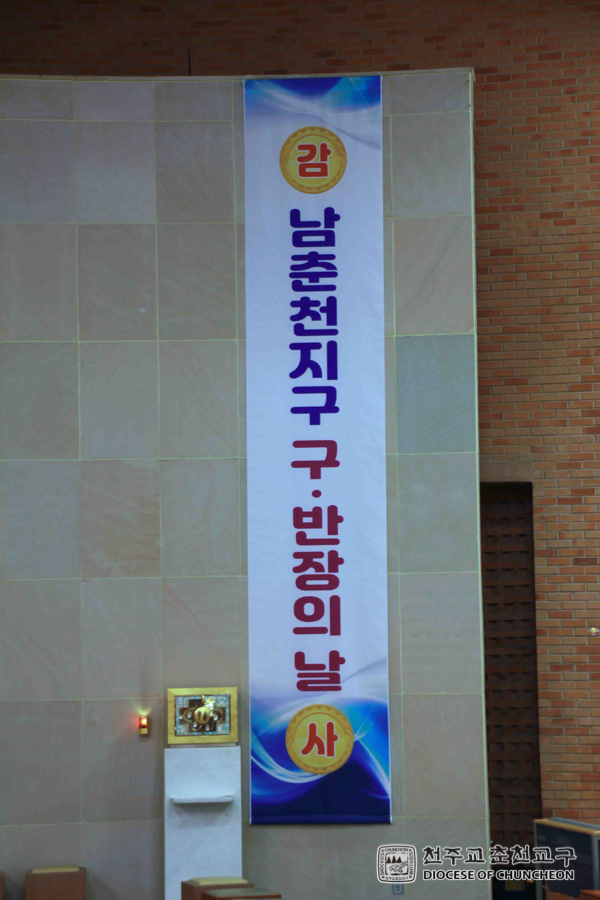 감
남춘천지구 구·반장의 날
사
천주교 춘천교구
DIOCESE OF CHUNCHEON